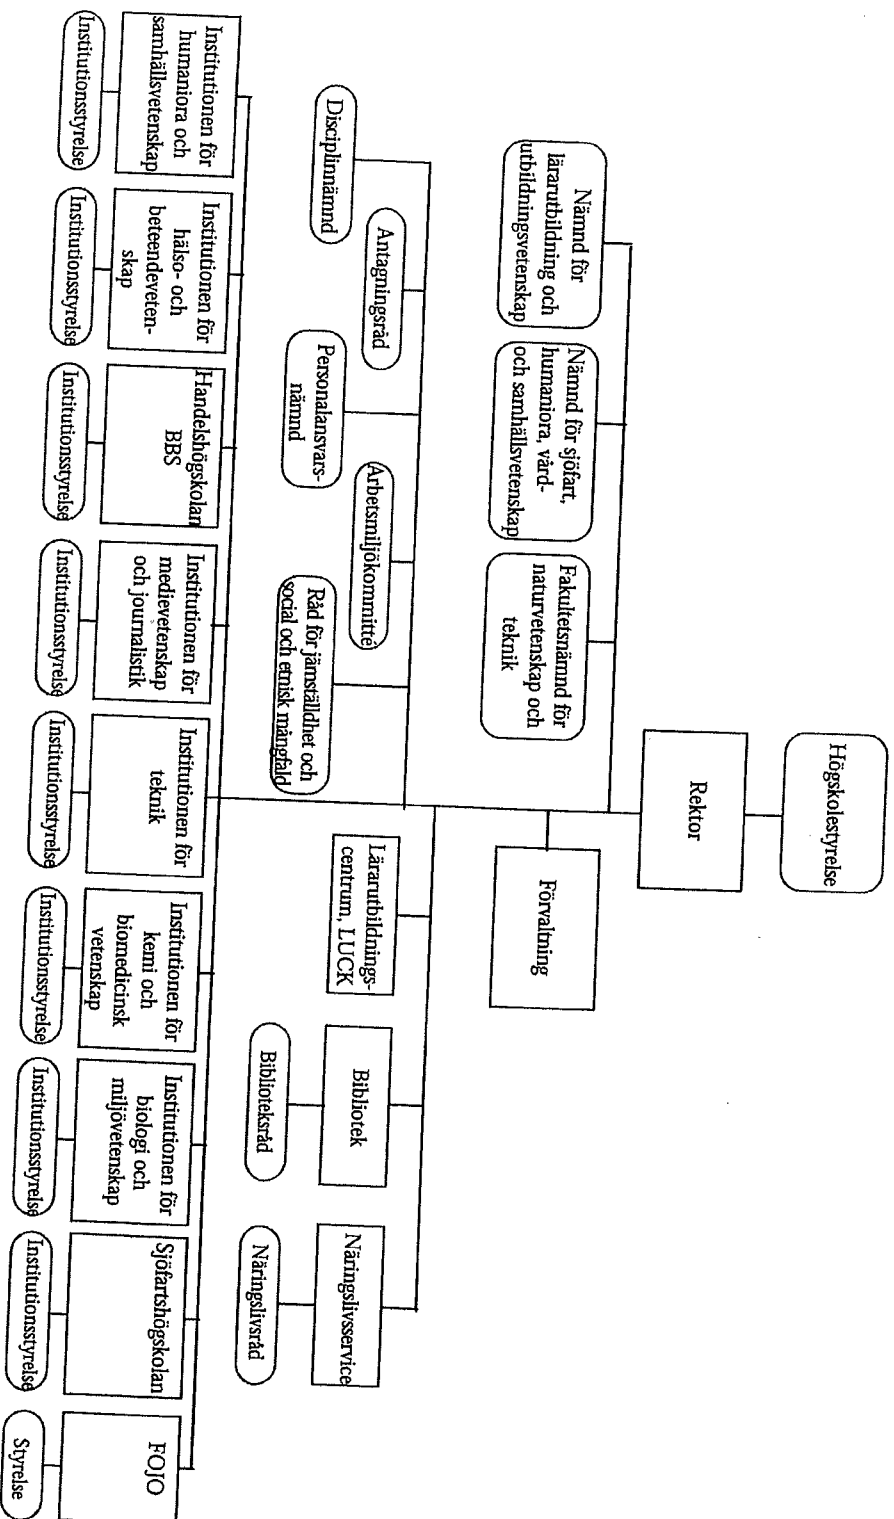 Högskolestyrelse
Rektor
Förvaltning
Nämnd för
lärarutbildning och
utbildningsvetenskap
Nämnd för sjöfart,
humaniora, vård-
och samhällsvetenskap
Fakultetsnämnd för
naturvetenskap och
teknik
Disciplinnämnd
Antagningsråd
Personalansvars-
nämnd
Arbetsmiljökommitté
Råd för jämställdhet och
social och etnisk mångfald
Lärarutbildnings-
centrum, LUCK
Bibliotek
Biblioteksråd
Näringslivsservice
Näringslivsråd
Institutionen för
humaniora och
samhällsvetenskap
Institutionsstyrelse
Institutionen för
hälso- och
beteendeveten-
skap
Institutionsstyrelse
Handelshögskolan
BBS
Institutionsstyrelse
Institutionen för
medievetenskap
och journalistik
Institutionsstyrelse
Institutionen för
teknik
Institutionsstyrelse
Institutionen för
kemi och
biomedicinsk
vetenskap
Institutionsstyrelse
Institutionen för
biologi och
miljövetenskap
Institutionsstyrelse
Sjöfartshögskolan
Institutionsstyrelse
FOJO
Styrelse